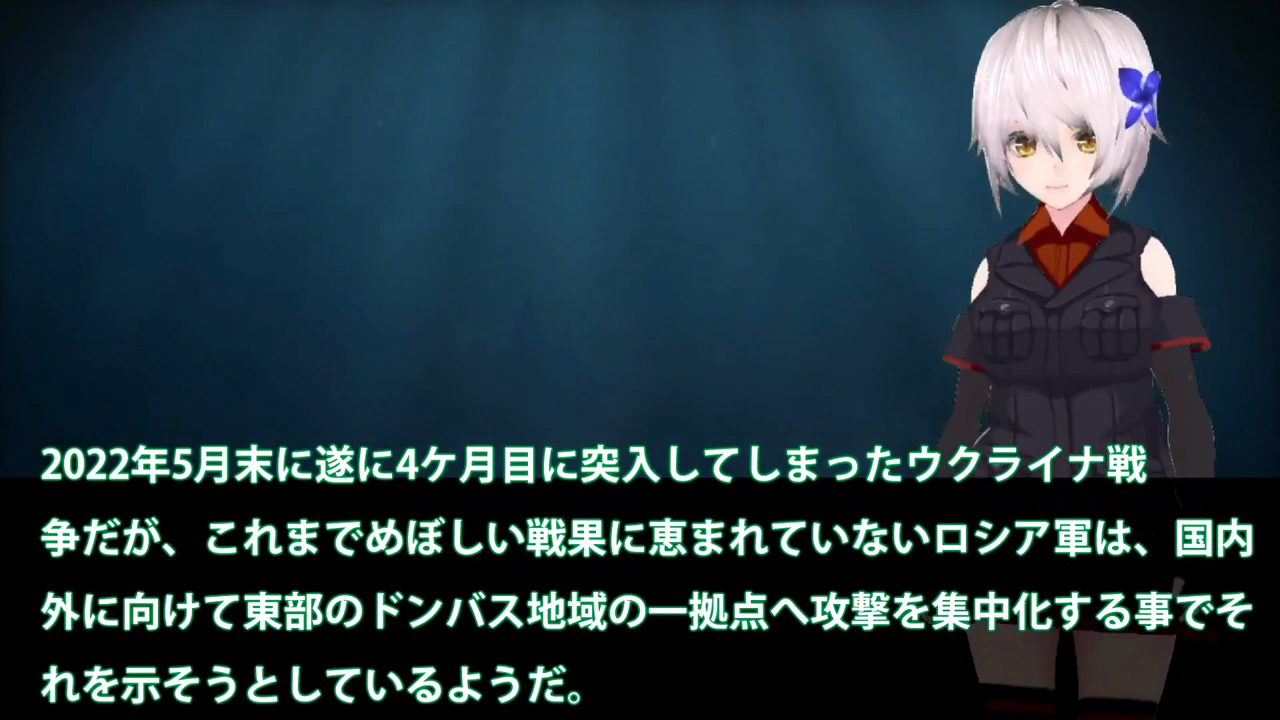 2022年5月末に遂に4ケ月目に突入してしまったウクライナ戦
争だが、これまでめぼしい戦果に恵まれていないロシア軍は、国内
外に向けて東部のドンバス地域の一拠点へ攻撃を集中化する事でそ
れを示そうとしているようだ。